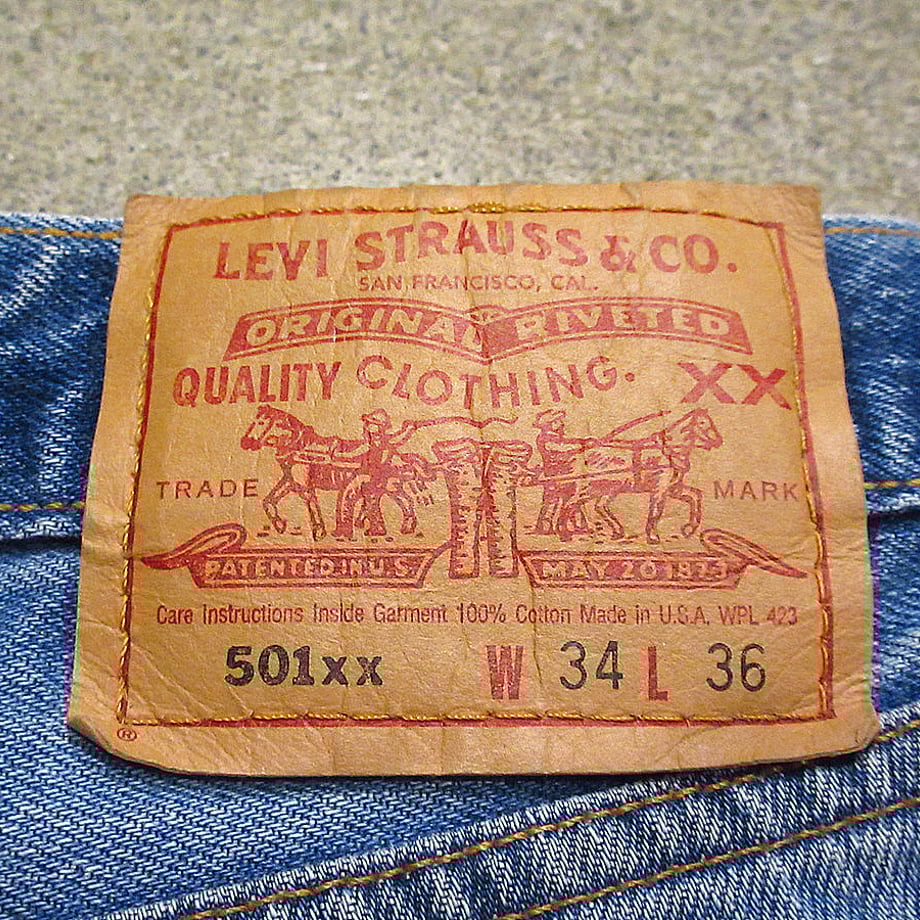 LEVI STRAUSS & CO.
SAN FRANCISCO, CAL.
ORIGINAL RIVETED
QUALITY CLOTHING. XX
TRADE MARK
PATENTED IN U.S. MAY 20 1873
Care Instructions Inside Garment 100% Cotton Made in U.S.A. WPL 423
501xx W 34 L 36
®